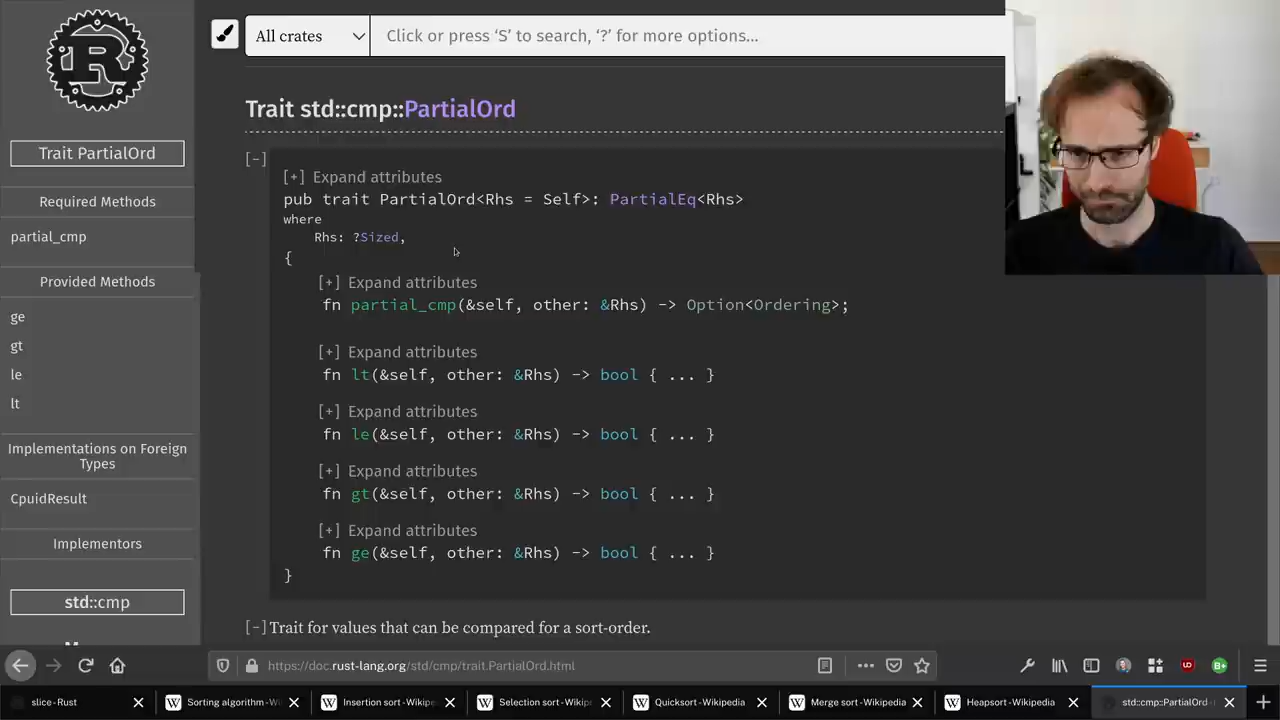 All crates
Click or press ‘S’ to search, ‘?’ for more options…
Trait PartialOrd
Required Methods
partial_cmp
Provided Methods
ge
gt
le
lt
Implementations on Foreign
Types
CpuidResult
Implementors
std::cmp
Trait std::cmp::PartialOrd
[-]
[+] Expand attributes
pub trait PartialOrd<Rhs = Self>: PartialEq<Rhs>
where
Rhs: ?Sized,
{
[+] Expand attributes
fn partial_cmp(&self, other: &Rhs) -> Option<Ordering>;
[+] Expand attributes
fn lt(&self, other: &Rhs) -> bool { ... }
[+] Expand attributes
fn le(&self, other: &Rhs) -> bool { ... }
[+] Expand attributes
fn gt(&self, other: &Rhs) -> bool { ... }
[+] Expand attributes
fn ge(&self, other: &Rhs) -> bool { ... }
}
[-] Trait for values that can be compared for a sort-order.
https://doc.rust-lang.org/std/cmp/trait.PartialOrd.html
slice - Rust
Sorting algorithm - Wi
Insertion sort - Wikipe
Selection sort - Wikip
Quicksort - Wikipedia
Merge sort - Wikipedia
Heapsort - Wikipedia
std::cmp::PartialOrd